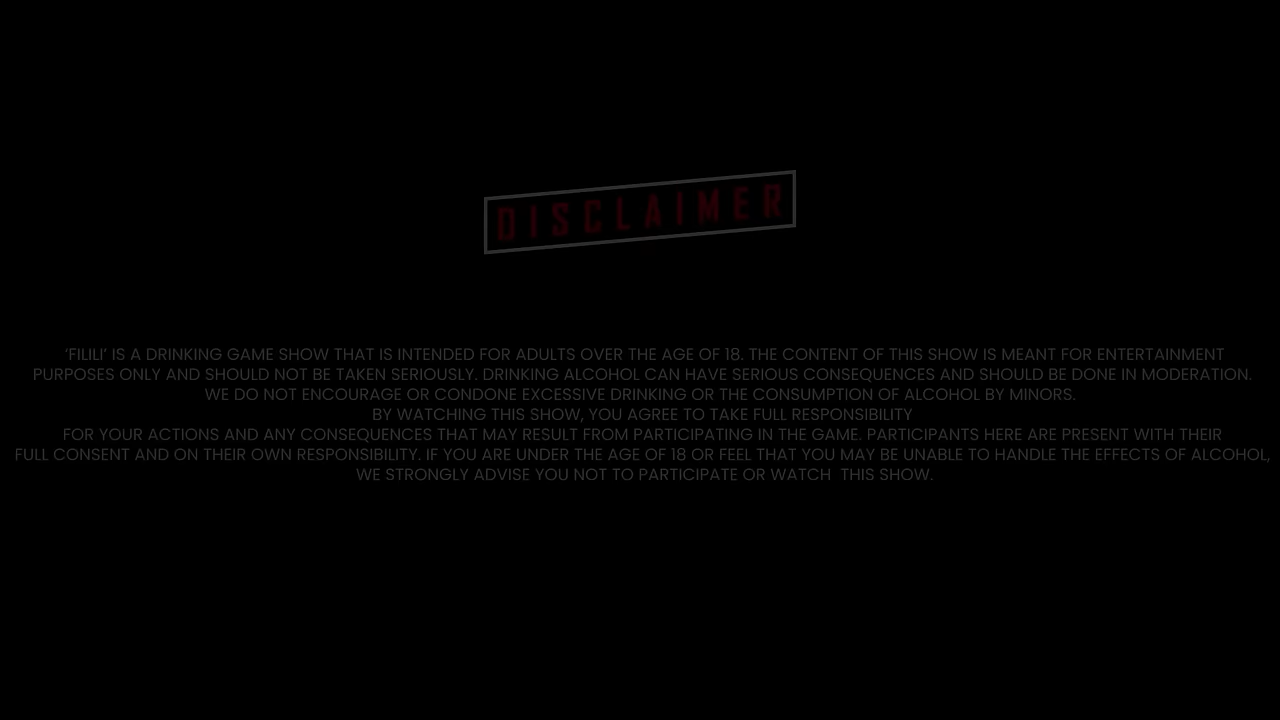 DISCLAIMER
'FILILI' IS A DRINKING GAME SHOW THAT IS INTENDED FOR ADULTS OVER THE AGE OF 18. THE CONTENT OF THIS SHOW IS MEANT FOR ENTERTAINMENT
PURPOSES ONLY AND SHOULD NOT BE TAKEN SERIOUSLY. DRINKING ALCOHOL CAN HAVE SERIOUS CONSEQUENCES AND SHOULD BE DONE IN MODERATION.
WE DO NOT ENCOURAGE OR CONDONE EXCESSIVE DRINKING OR THE CONSUMPTION OF ALCOHOL BY MINORS.
BY WATCHING THIS SHOW, YOU AGREE TO TAKE FULL RESPONSIBILITY
FOR YOUR ACTIONS AND ANY CONSEQUENCES THAT MAY RESULT FROM PARTICIPATING IN THE GAME. PARTICIPANTS HERE ARE PRESENT WITH THEIR
FULL CONSENT AND ON THEIR OWN RESPONSIBILITY. IF YOU ARE UNDER THE AGE OF 18 OR FEEL THAT YOU MAY BE UNABLE TO HANDLE THE EFFECTS OF ALCOHOL,
WE STRONGLY ADVISE YOU NOT TO PARTICIPATE OR WATCH THIS SHOW.